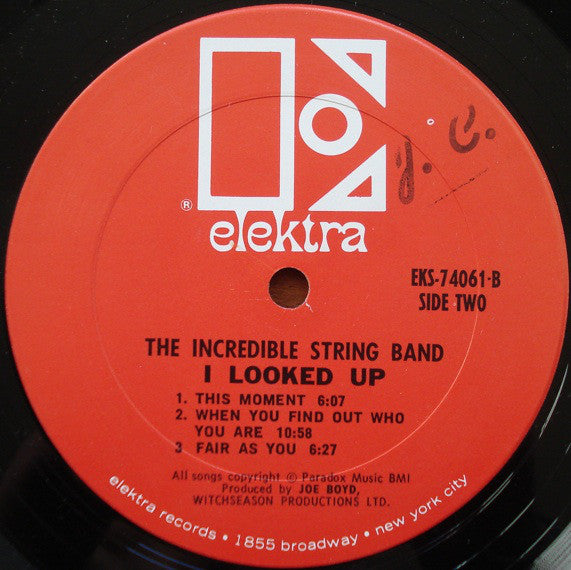 J. C.
® elektra
EKS-74061-B
SIDE TWO
THE INCREDIBLE STRING BAND
I LOOKED UP
1. THIS MOMENT 6:07
2. WHEN YOU FIND OUT WHO
YOU ARE 10:58
3 FAIR AS YOU 6:27
All songs copyright © Paradox Music BMI
Produced by JOE BOYD,
WITCHSEASON PRODUCTIONS LTD.
elektra records • 1855 broadway • new york city